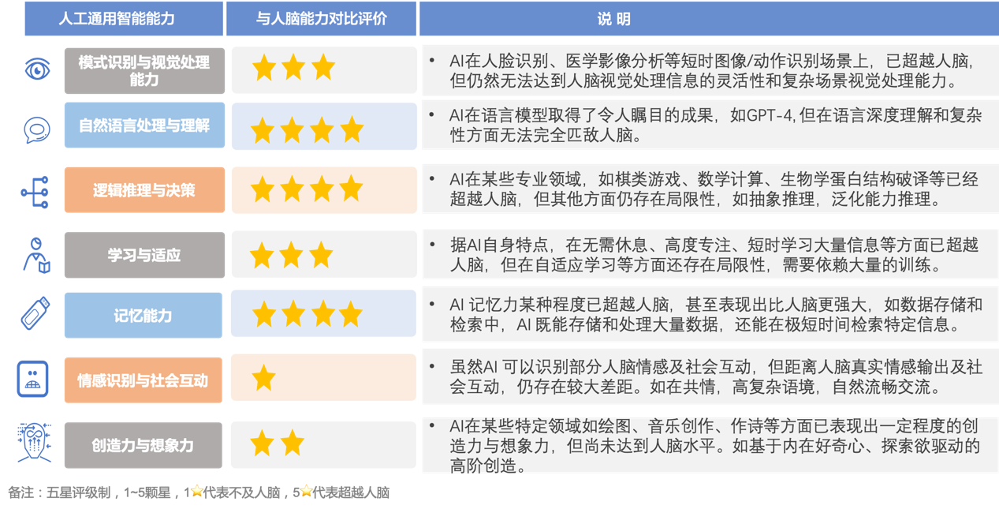 人工通用智能能力
与人脑能力对比评价
说 明
模式识别与视觉处理
能力
• AI在人脸识别、医学影像分析等短时图像/动作识别场景上，已超越人脑，
但仍然无法达到人脑视觉处理信息的灵活性和复杂场景视觉处理能力。
自然语言处理与理解
• AI在语言模型取得了令人瞩目的成果，如GPT-4, 但在语言深度理解和复杂
性方面无法完全匹敌人脑。
逻辑推理与决策
• AI在某些专业领域，如棋类游戏、数学计算、生物学蛋白结构破译等已经
超越人脑，但其他方面仍存在局限性，如抽象推理，泛化能力推理。
学习与适应
• 据AI自身特点，在无需休息、高度专注、短时学习大量信息等方面已超越
人脑，但在自适应学习等方面还存在局限性，需要依赖大量的训练。
记忆能力
• AI 记忆力某种程度已超越人脑，甚至表现出比人脑更强大，如数据存储和
检索中，AI 既能存储和处理大量数据，还能在极短时间检索特定信息。
情感识别与社会互动
• 虽然AI 可以识别部分人脑情感及社会互动，但距离人脑真实情感输出及社
会互动，仍存在较大差距。如在共情，高复杂语境，自然流畅交流。
创造力与想象力
• AI在某些特定领域如绘图、音乐创作、作诗等方面已表现出一定程度的创
造力与想象力，但尚未达到人脑水平。如基于内在好奇心、探索欲驱动的
高阶创造。
备注：五星评级制，1~5颗星，1⭐代表不及人脑，5⭐代表超越人脑